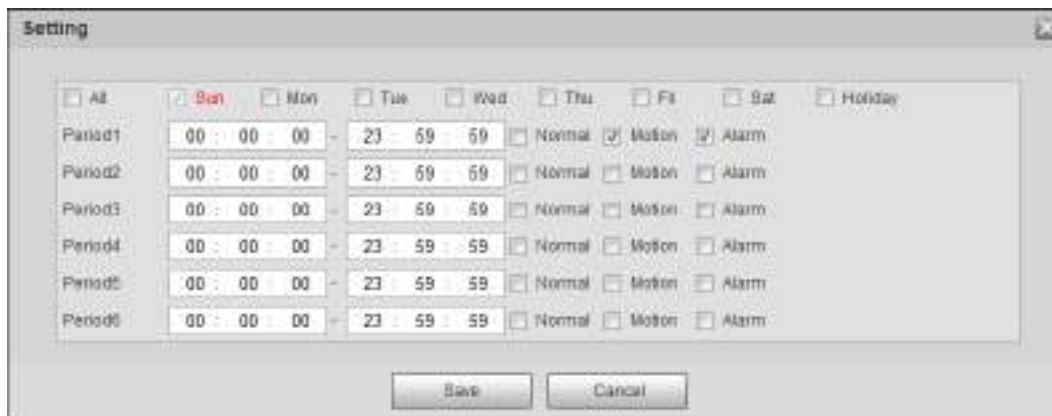 Setting
All Sun Mon Tue Wed Thu Fri Sat Holiday
Period1 00 : 00 : 00 - 23 : 59 : 59 Normal Motion Alarm
Period2 00 : 00 : 00 - 23 : 59 : 59 Normal Motion Alarm
Period3 00 : 00 : 00 - 23 : 59 : 59 Normal Motion Alarm
Period4 00 : 00 : 00 - 23 : 59 : 59 Normal Motion Alarm
Period5 00 : 00 : 00 - 23 : 59 : 59 Normal Motion Alarm
Period6 00 : 00 : 00 - 23 : 59 : 59 Normal Motion Alarm
Save Cancel